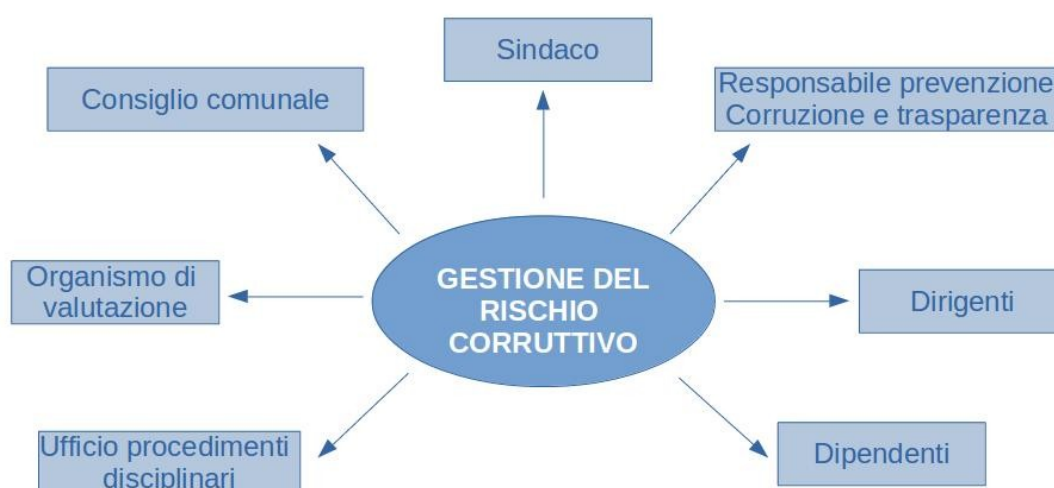 Sindaco
Consiglio comunale
Responsabile prevenzione
Corruzione e trasparenza
GESTIONE DEL
RISCHIO
CORRUTTIVO
Organismo di
valutazione
Dirigenti
Ufficio procedimenti
disciplinari
Dipendenti